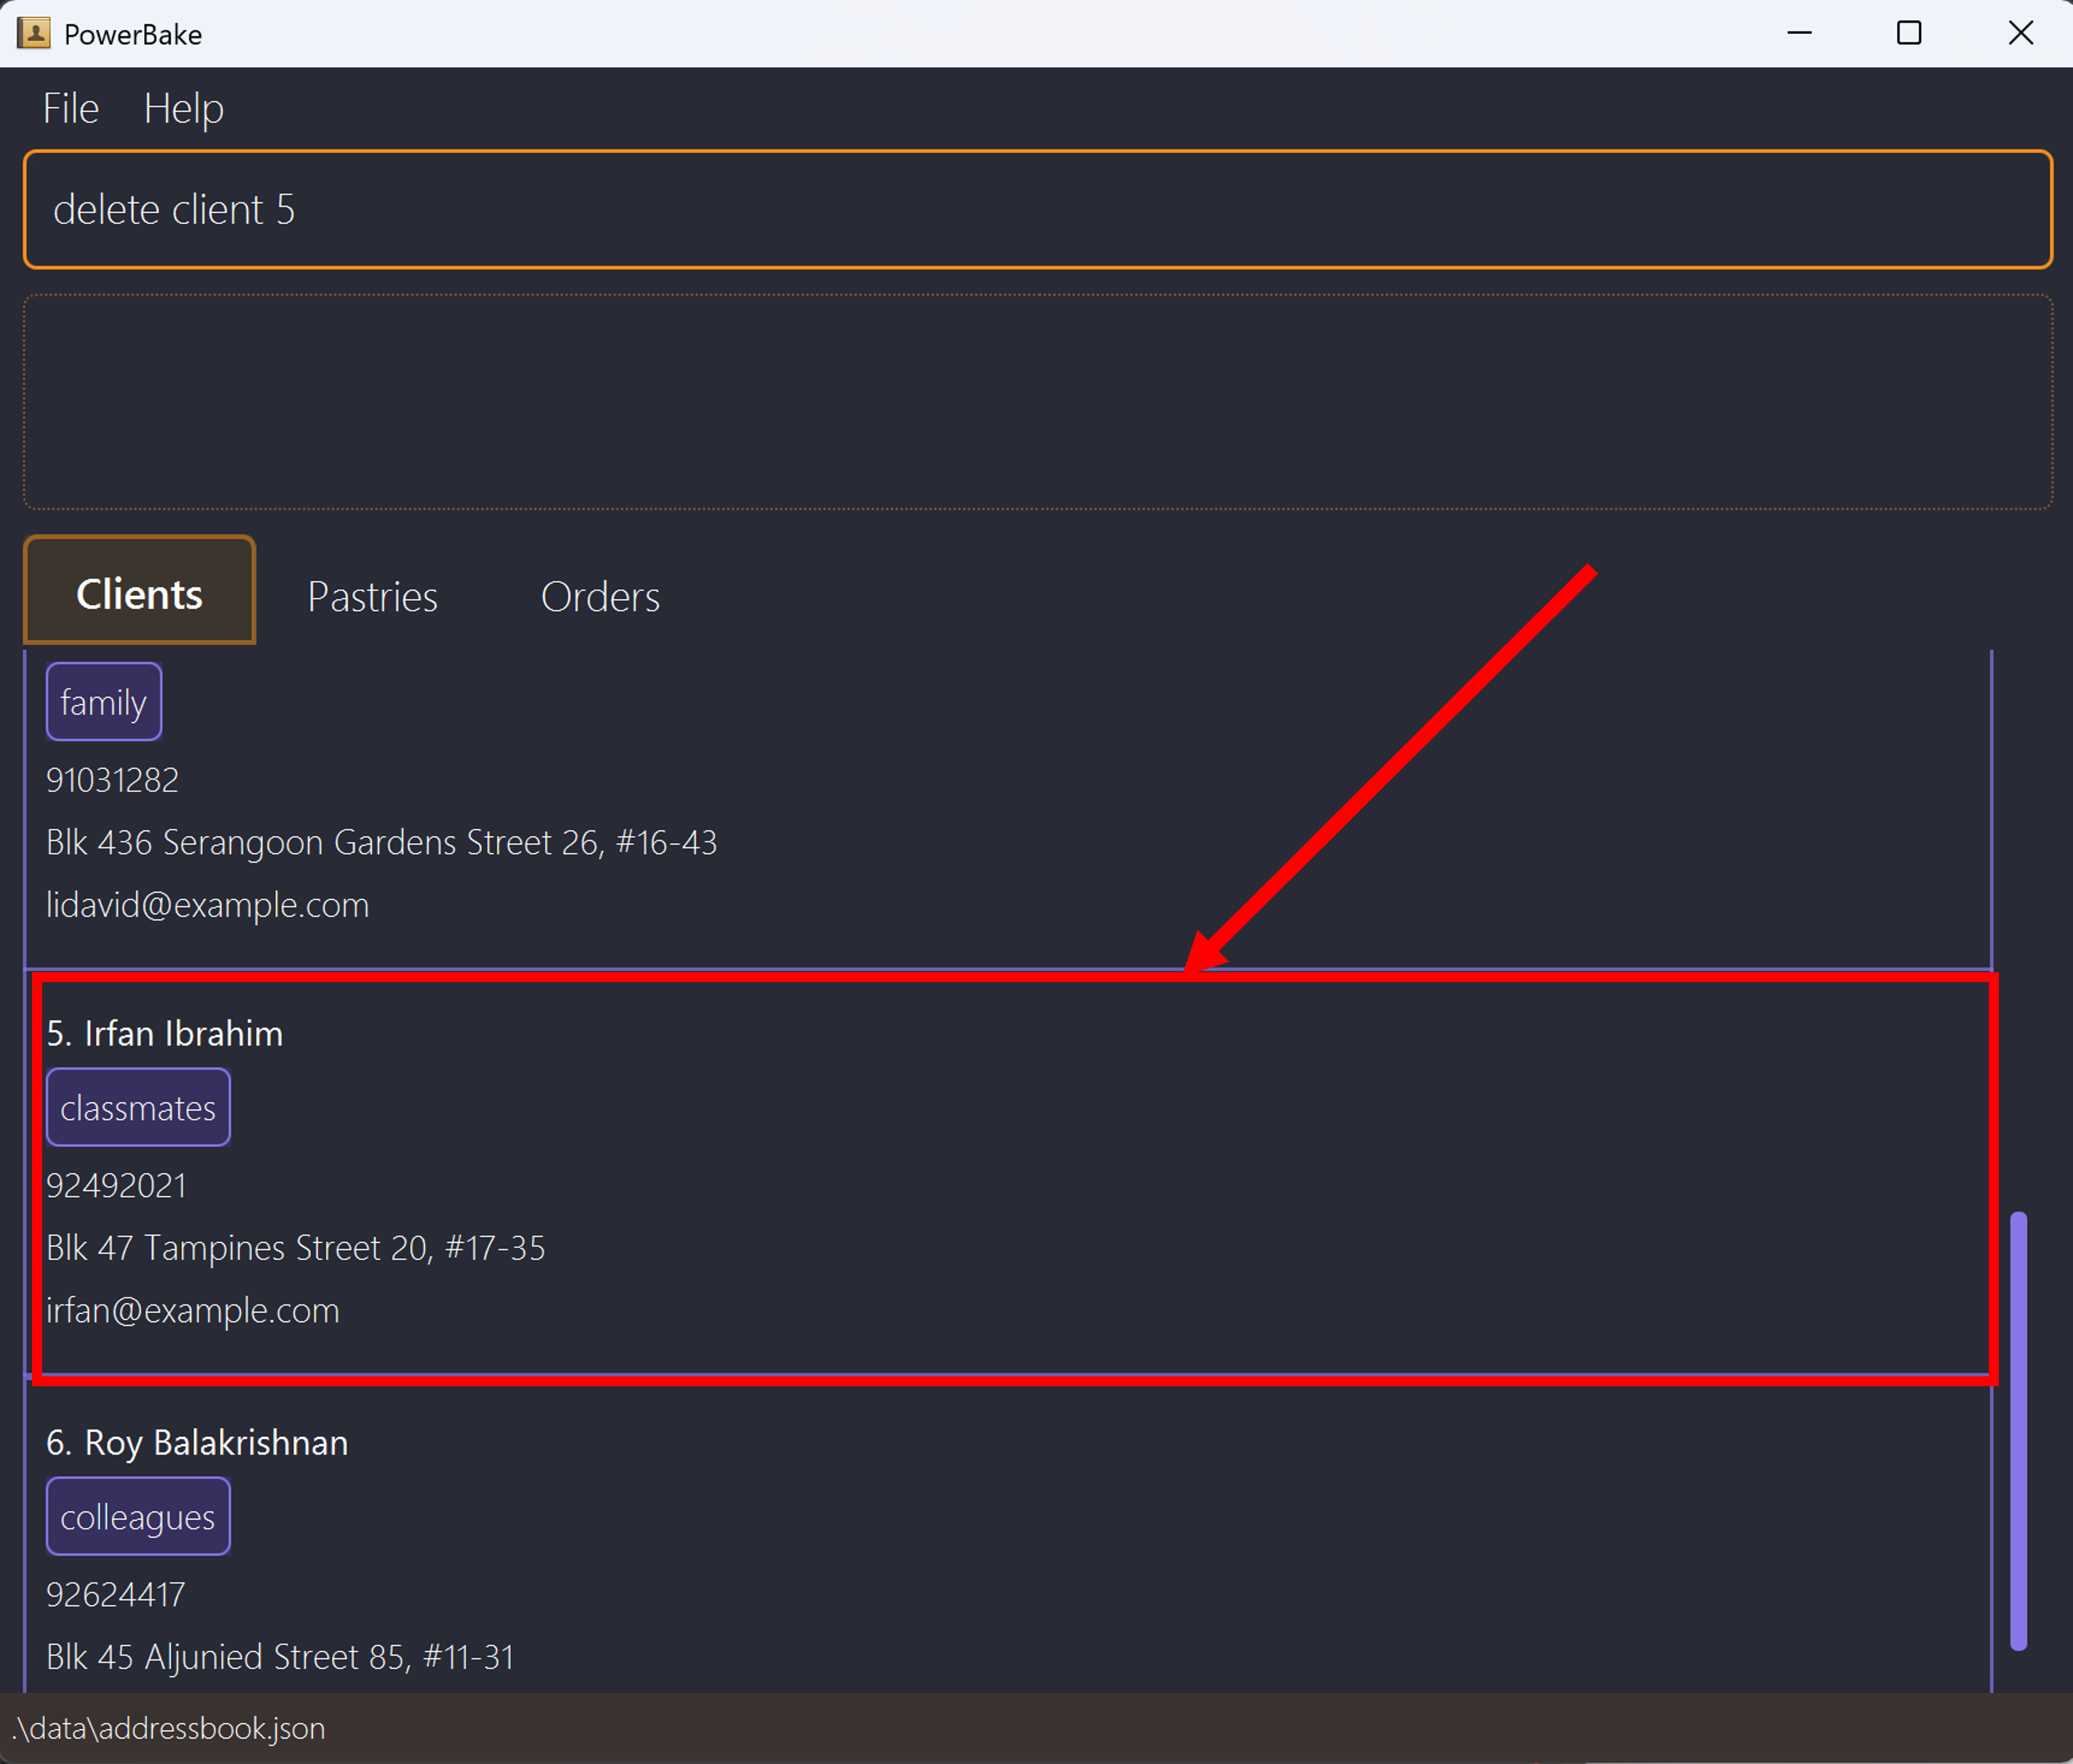 PowerBake
File Help
delete client 5
Clients Pastries Orders
family
91031282
Blk 436 Serangoon Gardens Street 26, #16-43
lidavid@example.com
5. Irfan Ibrahim
classmates
92492021
Blk 47 Tampines Street 20, #17-35
irfan@example.com
6. Roy Balakrishnan
colleagues
92624417
Blk 45 Aljunied Street 85, #11-31
.\data\addressbook.json